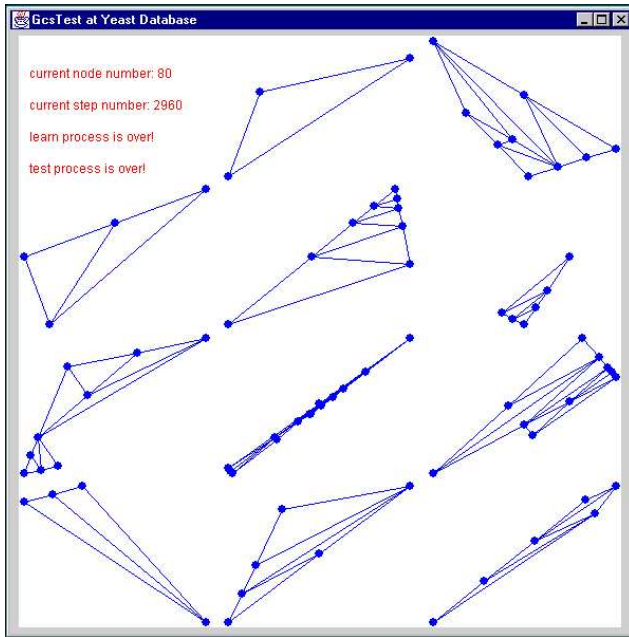 GcsTest at Yeast Database
current node number: 80
current step number: 2960
learn process is over!
test process is over!